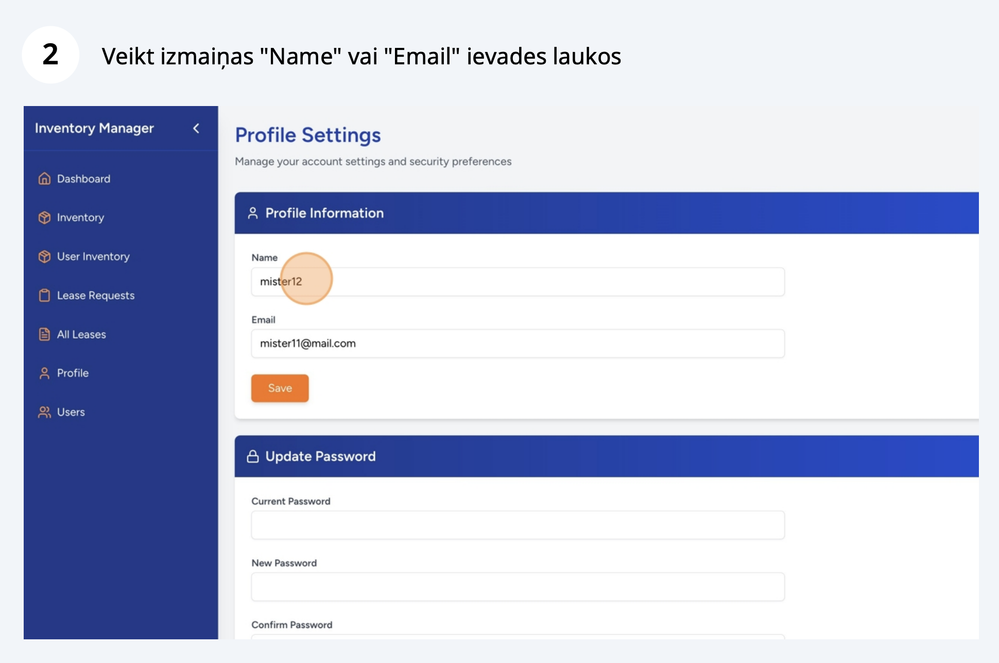 2
Veikt izmaiņas "Name" vai "Email" ievades laukos
Inventory Manager
Dashboard
Inventory
User Inventory
Lease Requests
All Leases
Profile
Users
Profile Settings
Manage your account settings and security preferences
Profile Information
Name
mister12
Email
mister11@mail.com
Save
Update Password
Current Password
New Password
Confirm Password